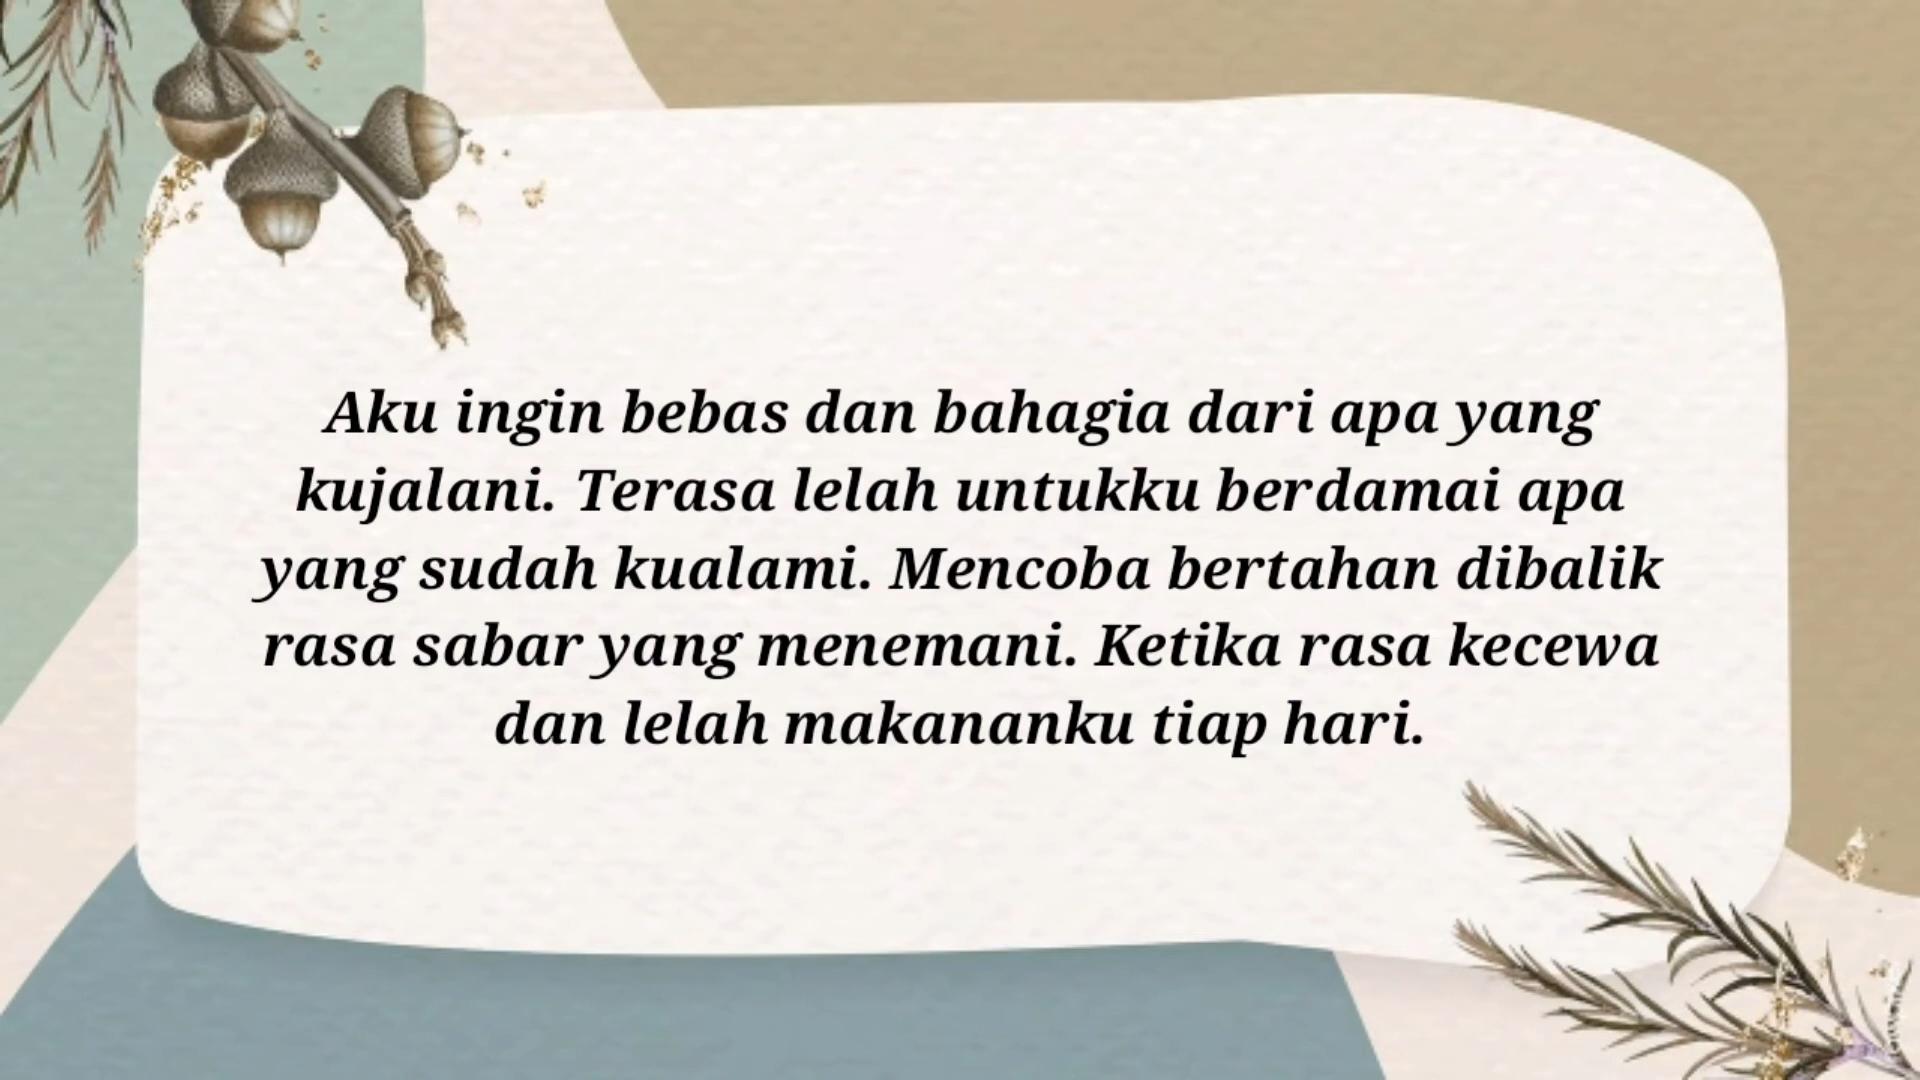 Aku ingin bebas dan bahagia dari apa yang
kujalani. Terasa lelah untukku berdamai apa
yang sudah kualami. Mencoba bertahan dibalik
rasa sabar yang menemani. Ketika rasa kecewa
dan lelah makananku tiap hari.